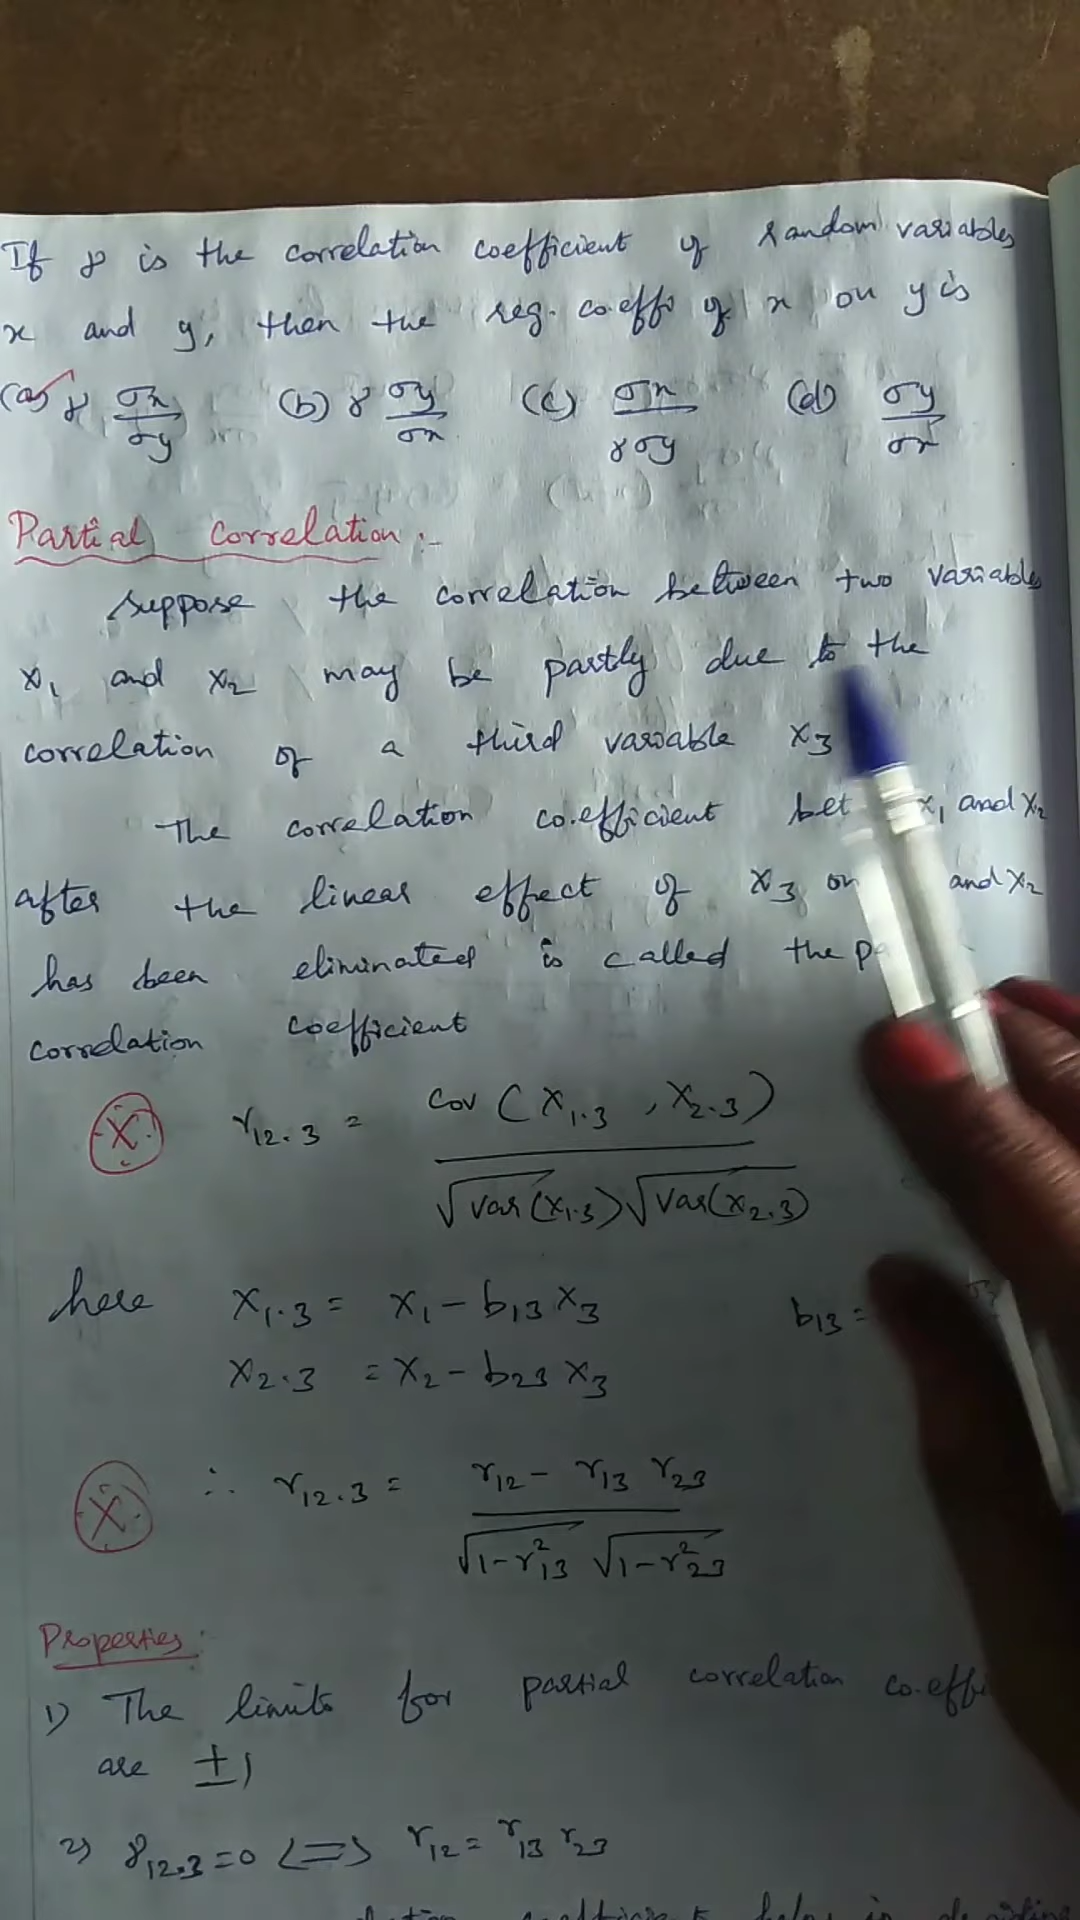 If r is the correlation coefficient of random variables
x and y, then the reg. co.effi of x on y is
(a) r σx/σy (b) r σy/σx (c) σx/rσy (d) σy/σx
Partial Correlation :-
Suppose the correlation between two variables
x₁ and x₂ may be partly due to the
correlation of a third variable x₃
The correlation co.efficient bet x₁ and x₂
after the linear effect of x₃ on and x₂
has been eliminated is called the
correlation coefficient
r₁₂.₃ = Cov (x₁.₃ , x₂.₃) / √var(x₁.₃) √var(x₂.₃)
here x₁.₃ = x₁ - b₁₃ x₃ b₁₃ =
x₂.₃ = x₂ - b₂₃ x₃
∴ r₁₂.₃ = r₁₂ - r₁₃ r₂₃ / √1-r²₁₃ √1-r²₂₃
Properties:
1) The limits for partial correlation co.effi
are ±1
2) r₁₂.₃=0 <=> r₁₂ = r₁₃ r₂₃